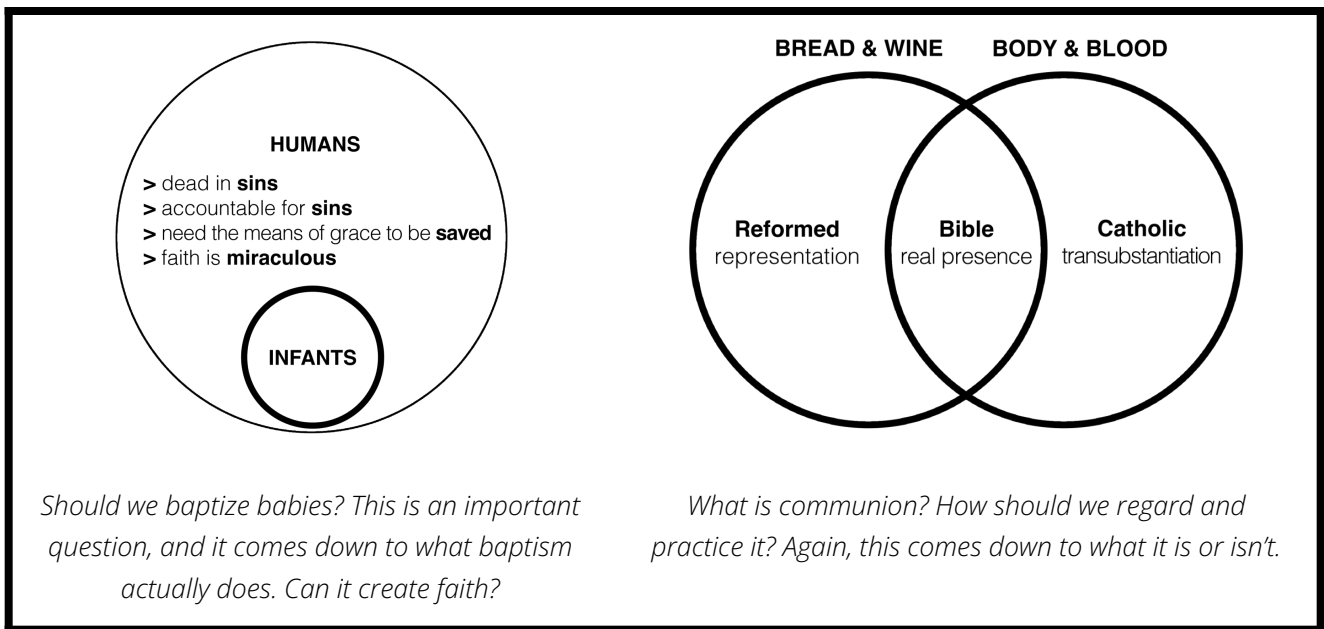 HUMANS
> dead in sins
> accountable for sins
> need the means of grace to be saved
> faith is miraculous
INFANTS
Should we baptize babies? This is an important
question, and it comes down to what baptism
actually does. Can it create faith?
BREAD & WINE
BODY & BLOOD
Reformed
representation
Bible
real presence
Catholic
transubstantiation
What is communion? How should we regard and
practice it? Again, this comes down to what it is or isn't.